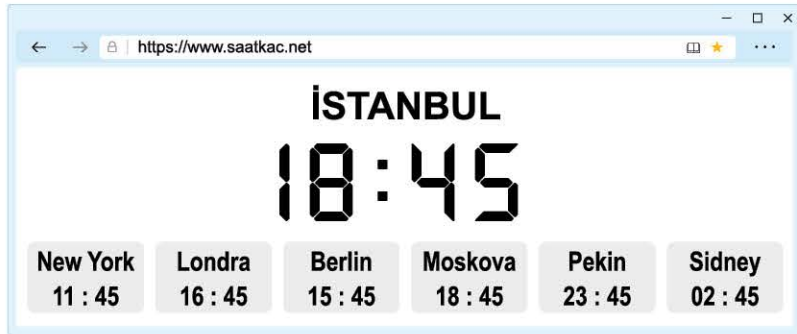 https://www.saatkac.net
İSTANBUL
18:45
New York Londra Berlin Moskova Pekin Sidney
11 : 45 16 : 45 15 : 45 18 : 45 23 : 45 02 : 45